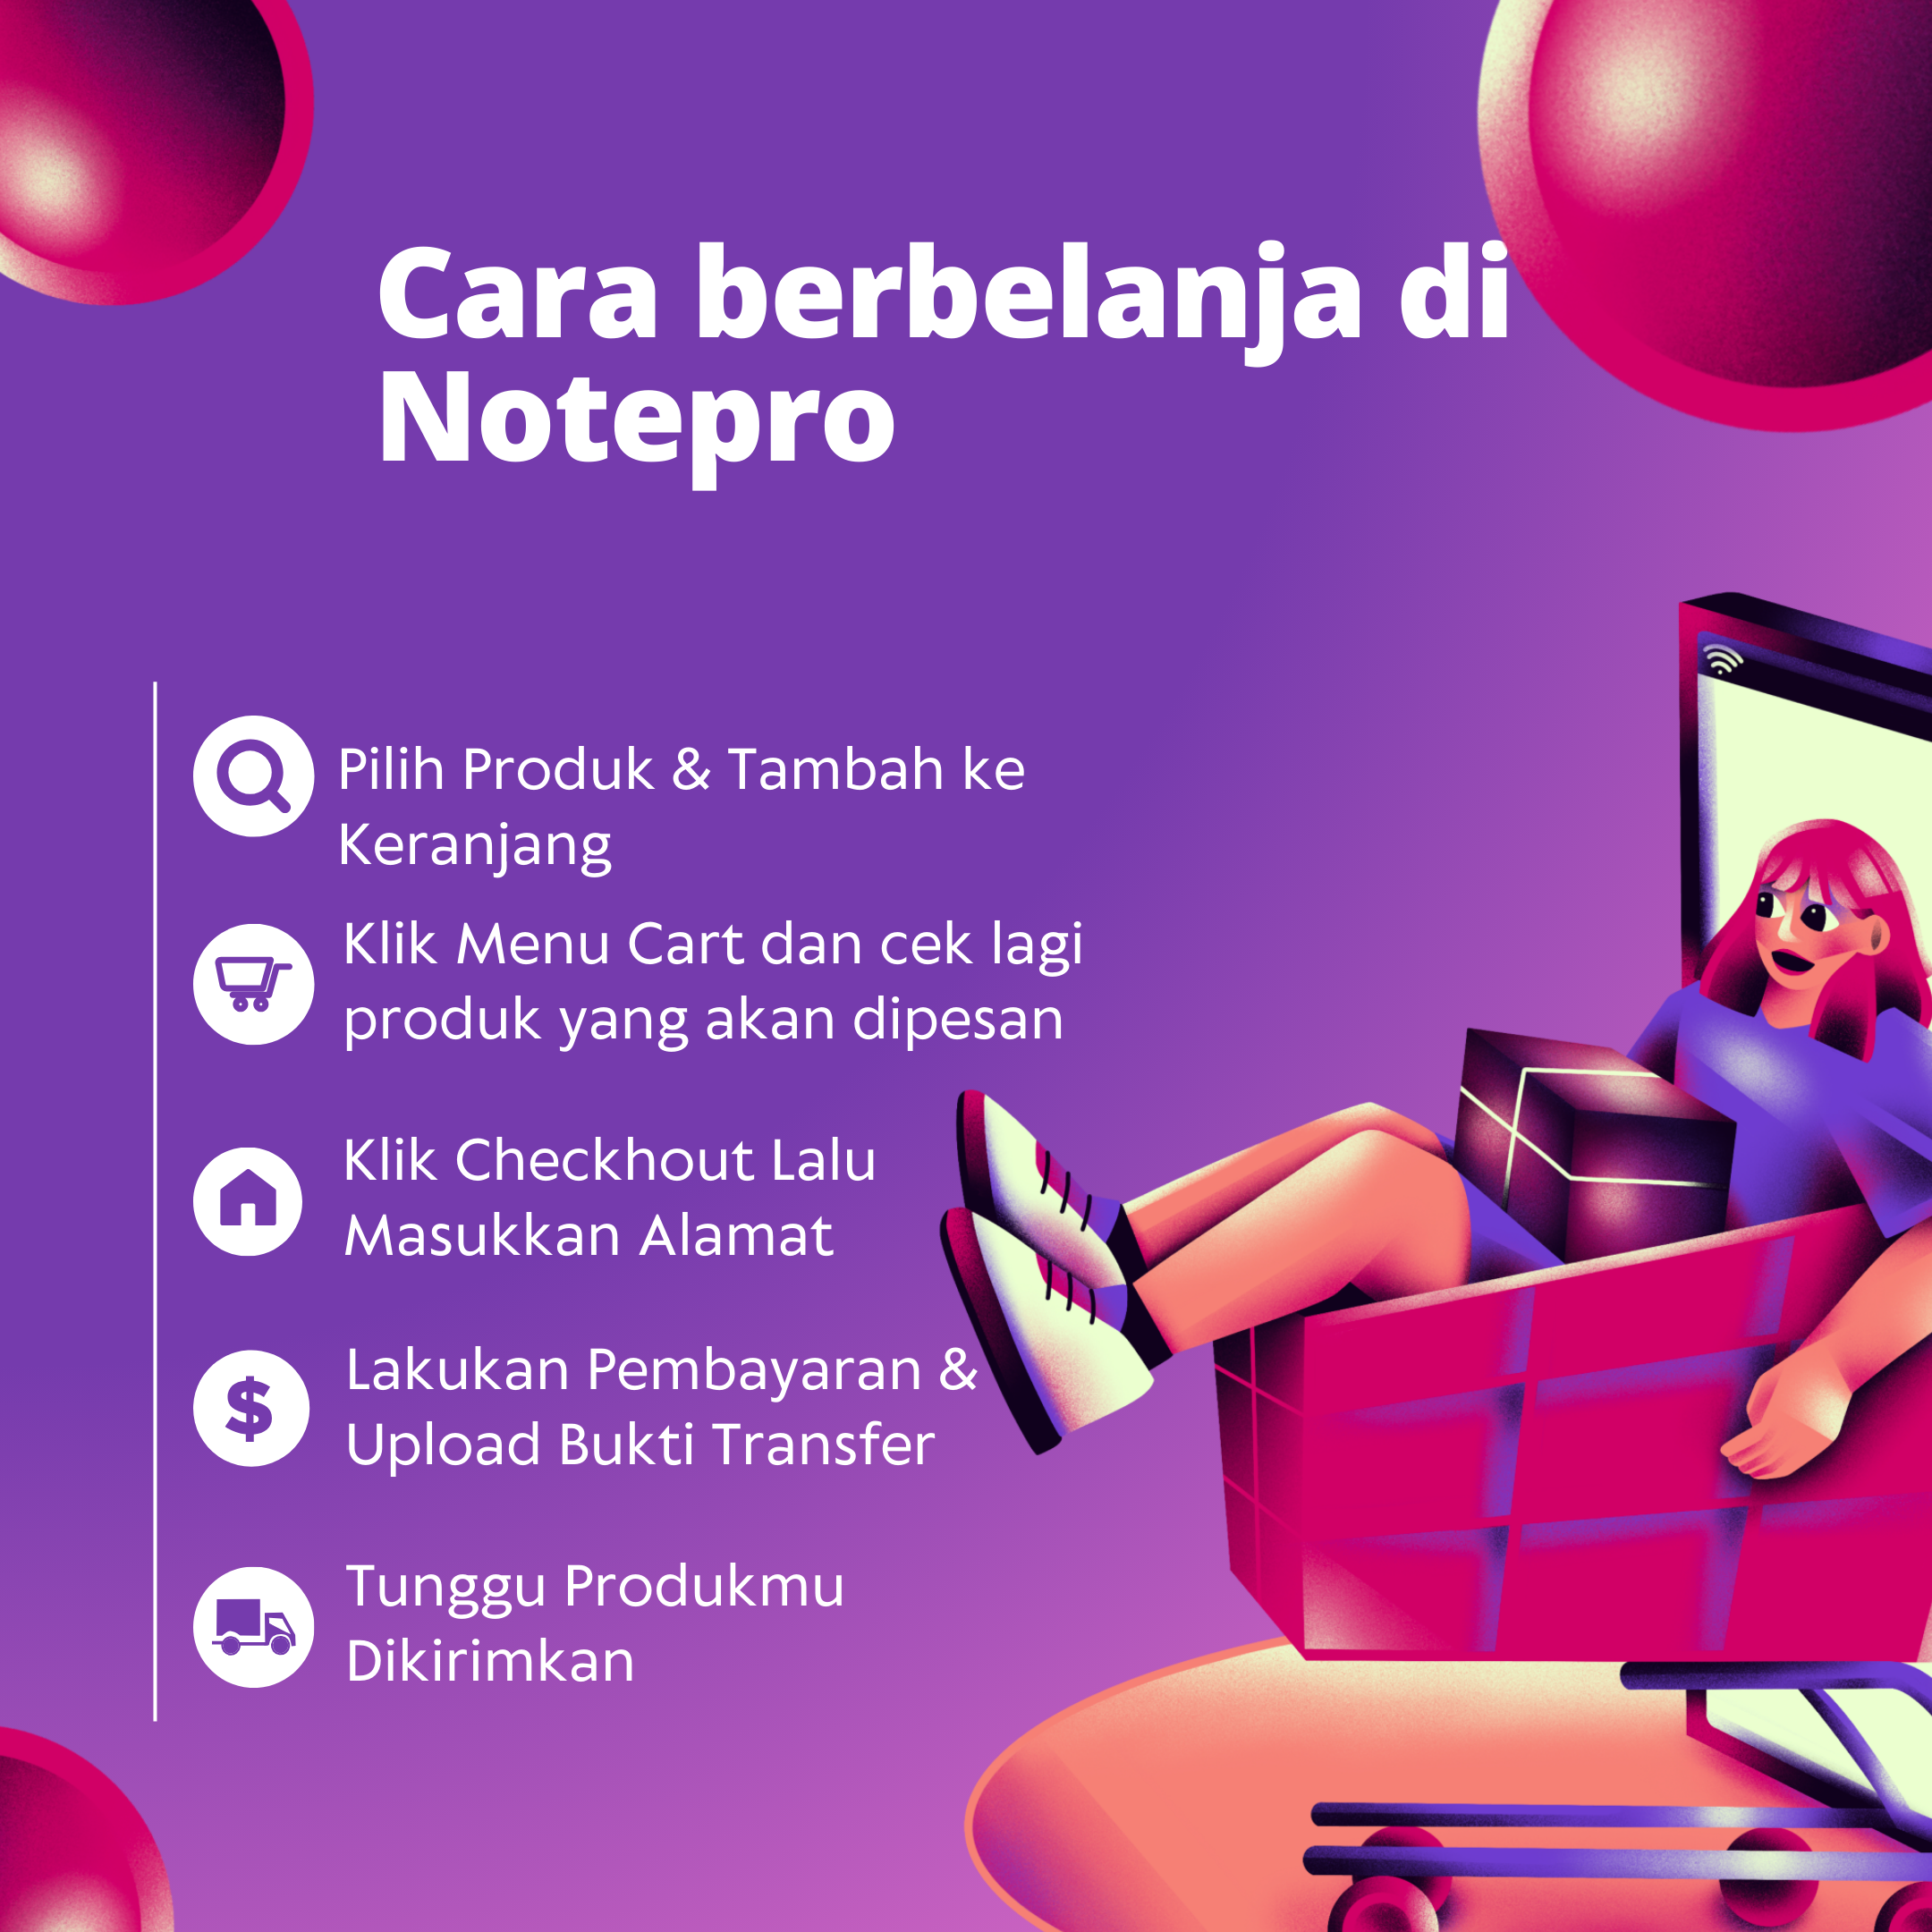 Cara berbelanja di
Notepro
Pilih Produk & Tambah ke
Keranjang
Klik Menu Cart dan cek lagi
produk yang akan dipesan
Klik Checkhout Lalu
Masukkan Alamat
$
Lakukan Pembayaran &
Upload Bukti Transfer
Tunggu Produkmu
Dikirimkan